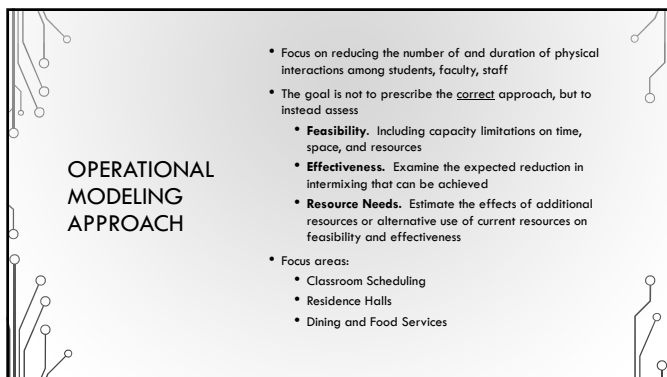 OPERATIONAL
MODELING
APPROACH
• Focus on reducing the number of and duration of physical
interactions among students, faculty, staff
• The goal is not to prescribe the correct approach, but to
instead assess
• Feasibility. Including capacity limitations on time,
space, and resources
• Effectiveness. Examine the expected reduction in
intermixing that can be achieved
• Resource Needs. Estimate the effects of additional
resources or alternative use of current resources on
feasibility and effectiveness
• Focus areas:
• Classroom Scheduling
• Residence Halls
• Dining and Food Services